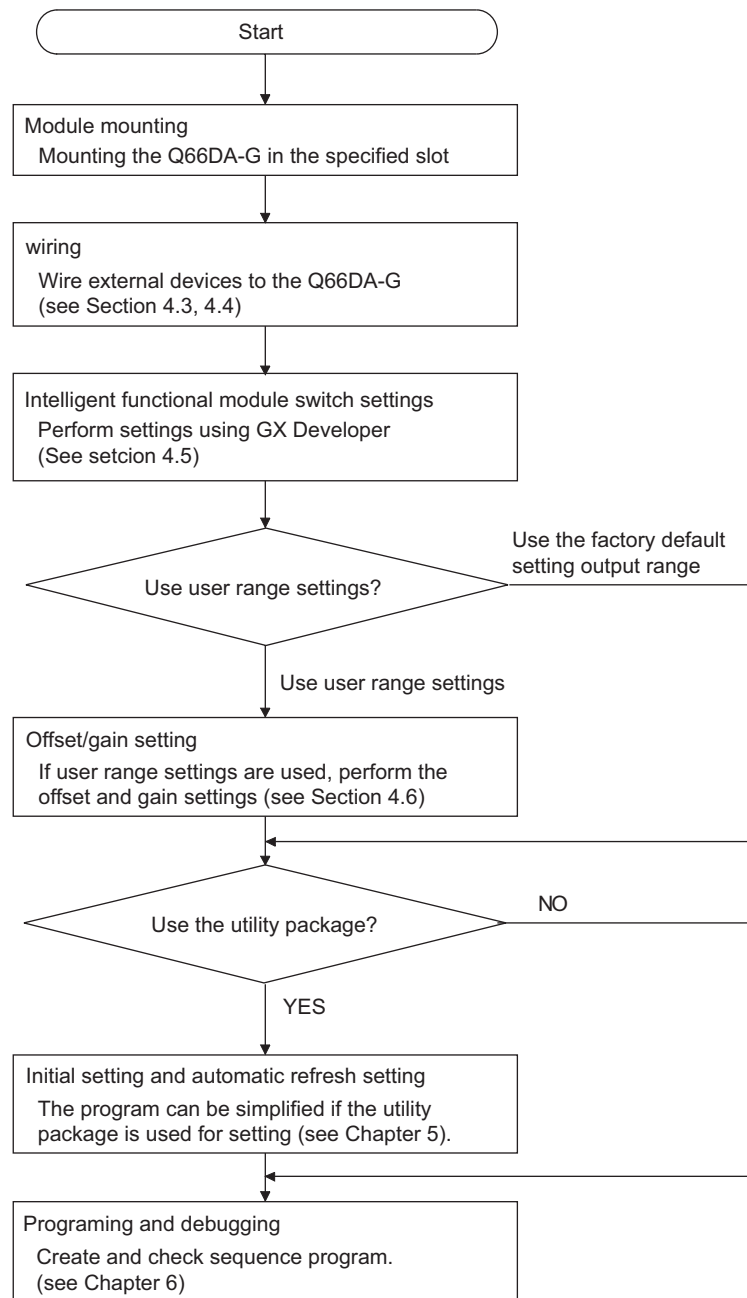 Start
Module mounting
Mounting the Q66DA-G in the specified slot
wiring
Wire external devices to the Q66DA-G
(see Section 4.3, 4.4)
Intelligent functional module switch settings
Perform settings using GX Developer
(See setcion 4.5)
Use user range settings?
Use the factory default
setting output range
Use user range settings
Offset/gain setting
If user range settings are used, perform the
offset and gain settings (see Section 4.6)
Use the utility package?
NO
YES
Initial setting and automatic refresh setting
The program can be simplified if the utility
package is used for setting (see Chapter 5).
Programing and debugging
Create and check sequence program.
(see Chapter 6)